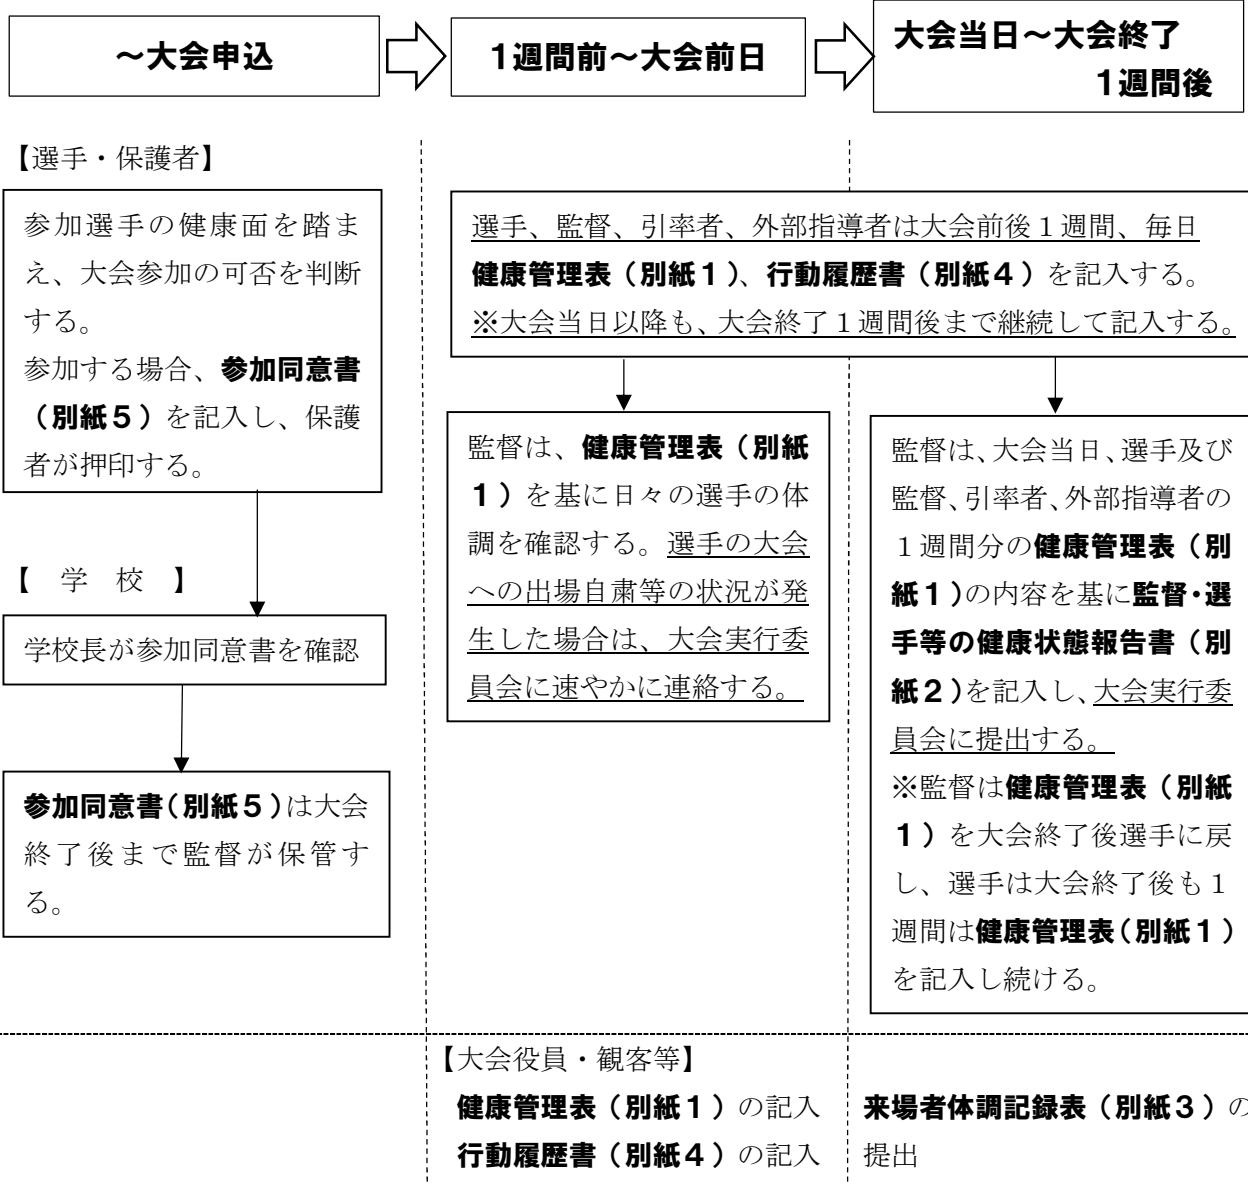 ～大会申込
1週間前～大会前日
大会当日～大会終了
1週間後
【選手・保護者】
参加選手の健康面を踏ま
え、大会参加の可否を判断
する。
参加する場合、参加同意書
（別紙５）を記入し、保護
者が押印する。
【　学　校　】
学校長が参加同意書を確認
参加同意書（別紙５）は大会
終了後まで監督が保管す
る。
選手、監督、引率者、外部指導者は大会前後１週間、毎日
健康管理表（別紙１）、行動履歴書（別紙４）を記入する。
※大会当日以降も、大会終了１週間後まで継続して記入する。
監督は、健康管理表（別紙
１）を基に日々の選手の体
調を確認する。選手の大会
への出場自粛等の状況が発
生した場合は、大会実行委
員会に速やかに連絡する。
監督は、大会当日、選手及び
監督、引率者、外部指導者の
１週間分の健康管理表（別
紙１）の内容を基に監督・選
手等の健康状態報告書（別
紙２）を記入し、大会実行委
員会に提出する。
※監督は健康管理表（別紙
１）を大会終了後選手に戻
し、選手は大会終了後も１
週間は健康管理表（別紙１）
を記入し続ける。
【大会役員・観客等】
健康管理表（別紙１）の記入
行動履歴書（別紙４）の記入
来場者体調記録表（別紙３）の
提出